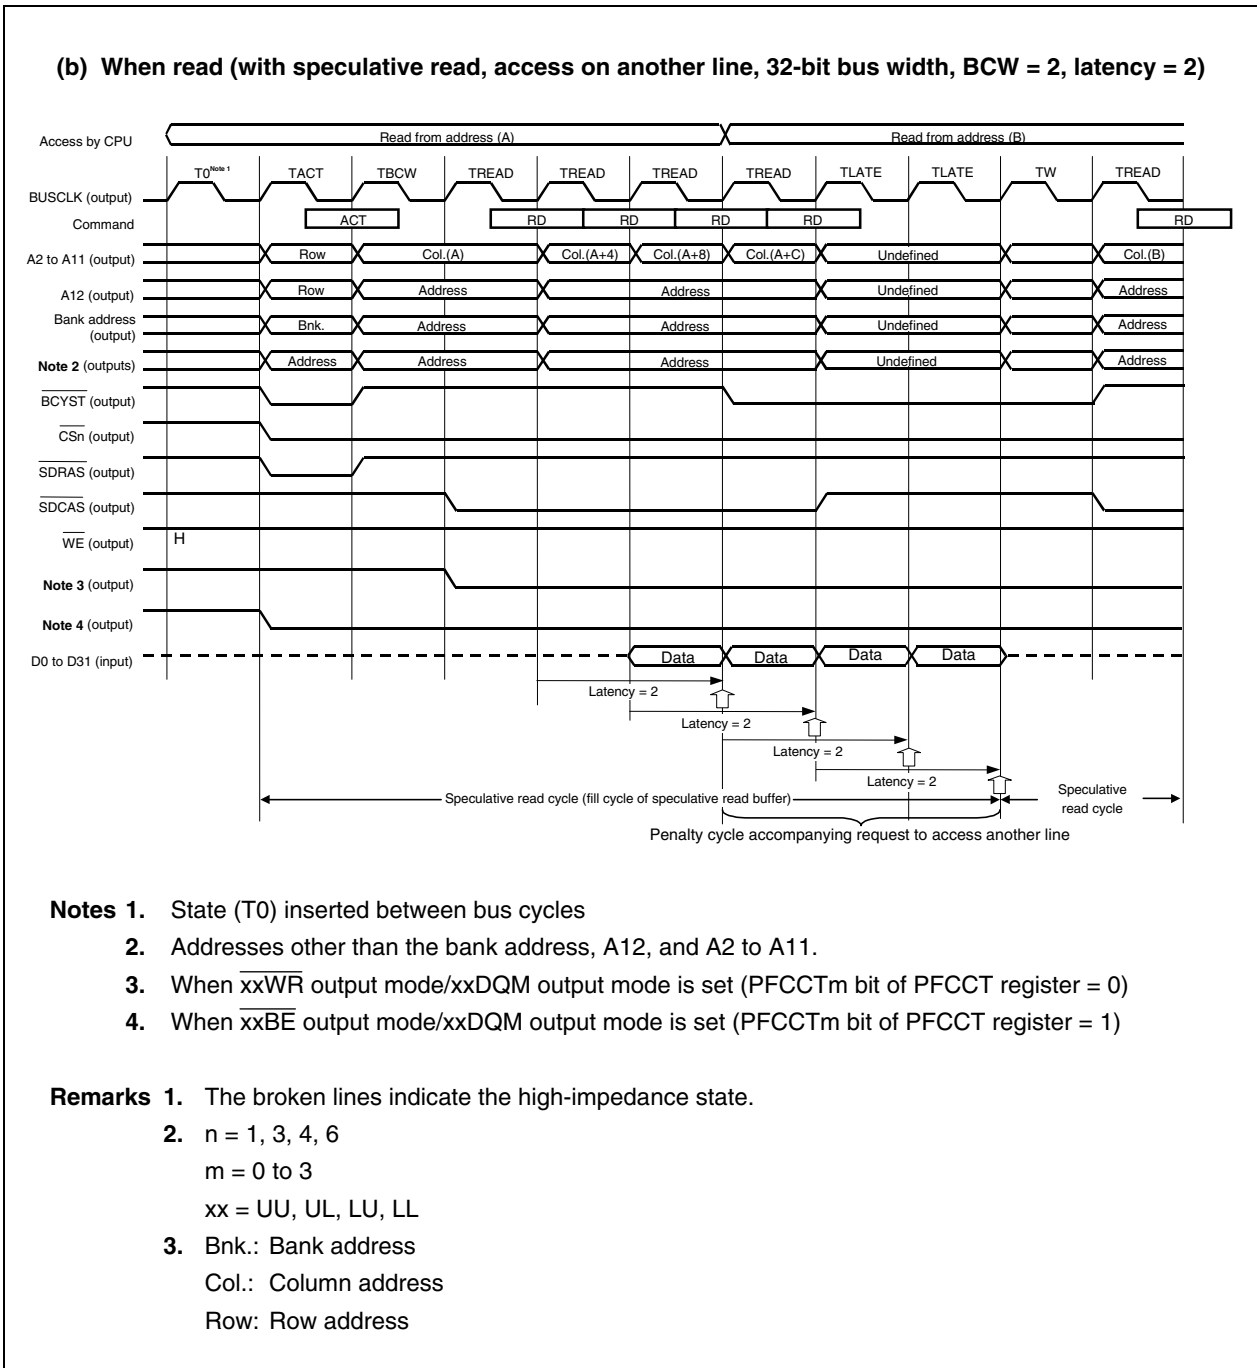 (b) When read (with speculative read, access on another line, 32-bit bus width, BCW = 2, latency = 2)
Access by CPU Read from address (A) Read from address (B)
T0Note 1 TACT TBCW TREAD TREAD TREAD TREAD TLATE TLATE TW TREAD
BUSCLK (output)
Command ACT RD RD RD RD RD
A2 to A11 (output) Row Col.(A) Col.(A+4) Col.(A+8) Col.(A+C) Undefined Col.(B)
A12 (output) Row Address Address Undefined Address
Bank address (output) Bnk. Address Address Undefined Address
Note 2 (outputs) Address Address Address Undefined Address
BCYST (output)
CSn (output)
SDRAS (output)
SDCAS (output)
WE (output) H
Note 3 (output)
Note 4 (output)
D0 to D31 (input) Data Data Data Data
Latency = 2
Latency = 2
Latency = 2
Latency = 2
Speculative read cycle (fill cycle of speculative read buffer) Speculative read cycle
Penalty cycle accompanying request to access another line
Notes 1. State (T0) inserted between bus cycles
2. Addresses other than the bank address, A12, and A2 to A11.
3. When xxWR output mode/xxDQM output mode is set (PFCCTm bit of PFCCT register = 0)
4. When xxBE output mode/xxDQM output mode is set (PFCCTm bit of PFCCT register = 1)
Remarks 1. The broken lines indicate the high-impedance state.
2. n = 1, 3, 4, 6
m = 0 to 3
xx = UU, UL, LU, LL
3. Bnk.: Bank address
Col.: Column address
Row: Row address